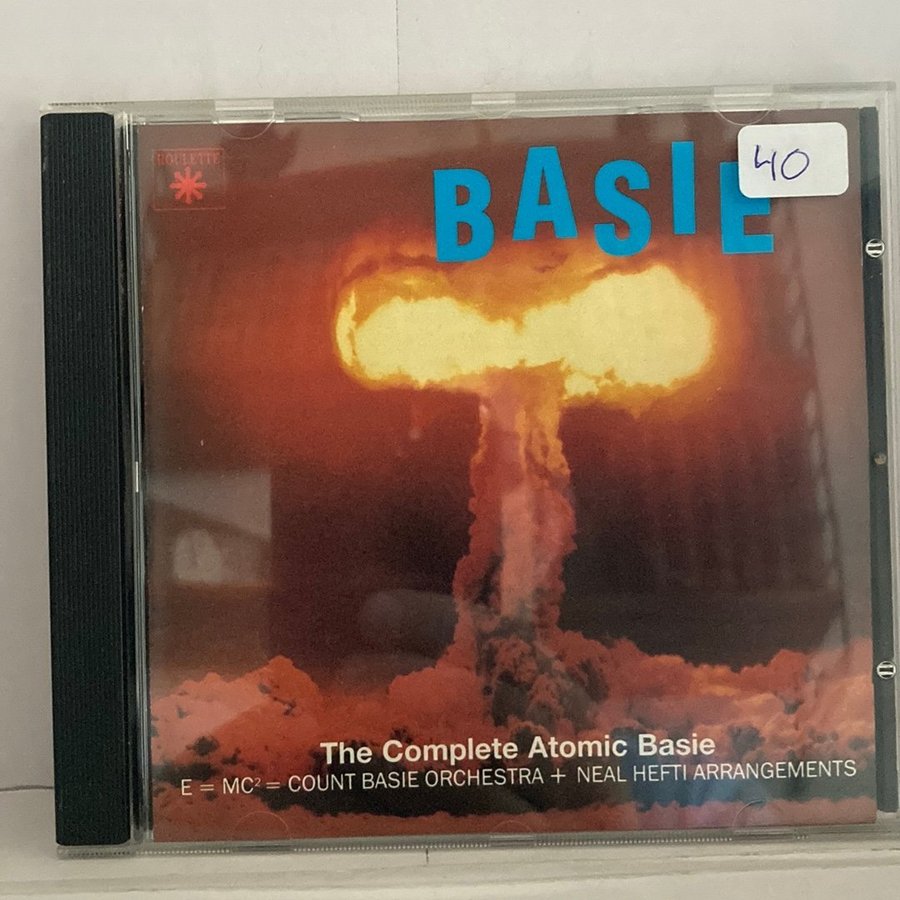 ROULETTE
BASIE
40
The Complete Atomic Basie
E = MC² = COUNT BASIE ORCHESTRA + NEAL HEFTI ARRANGEMENTS